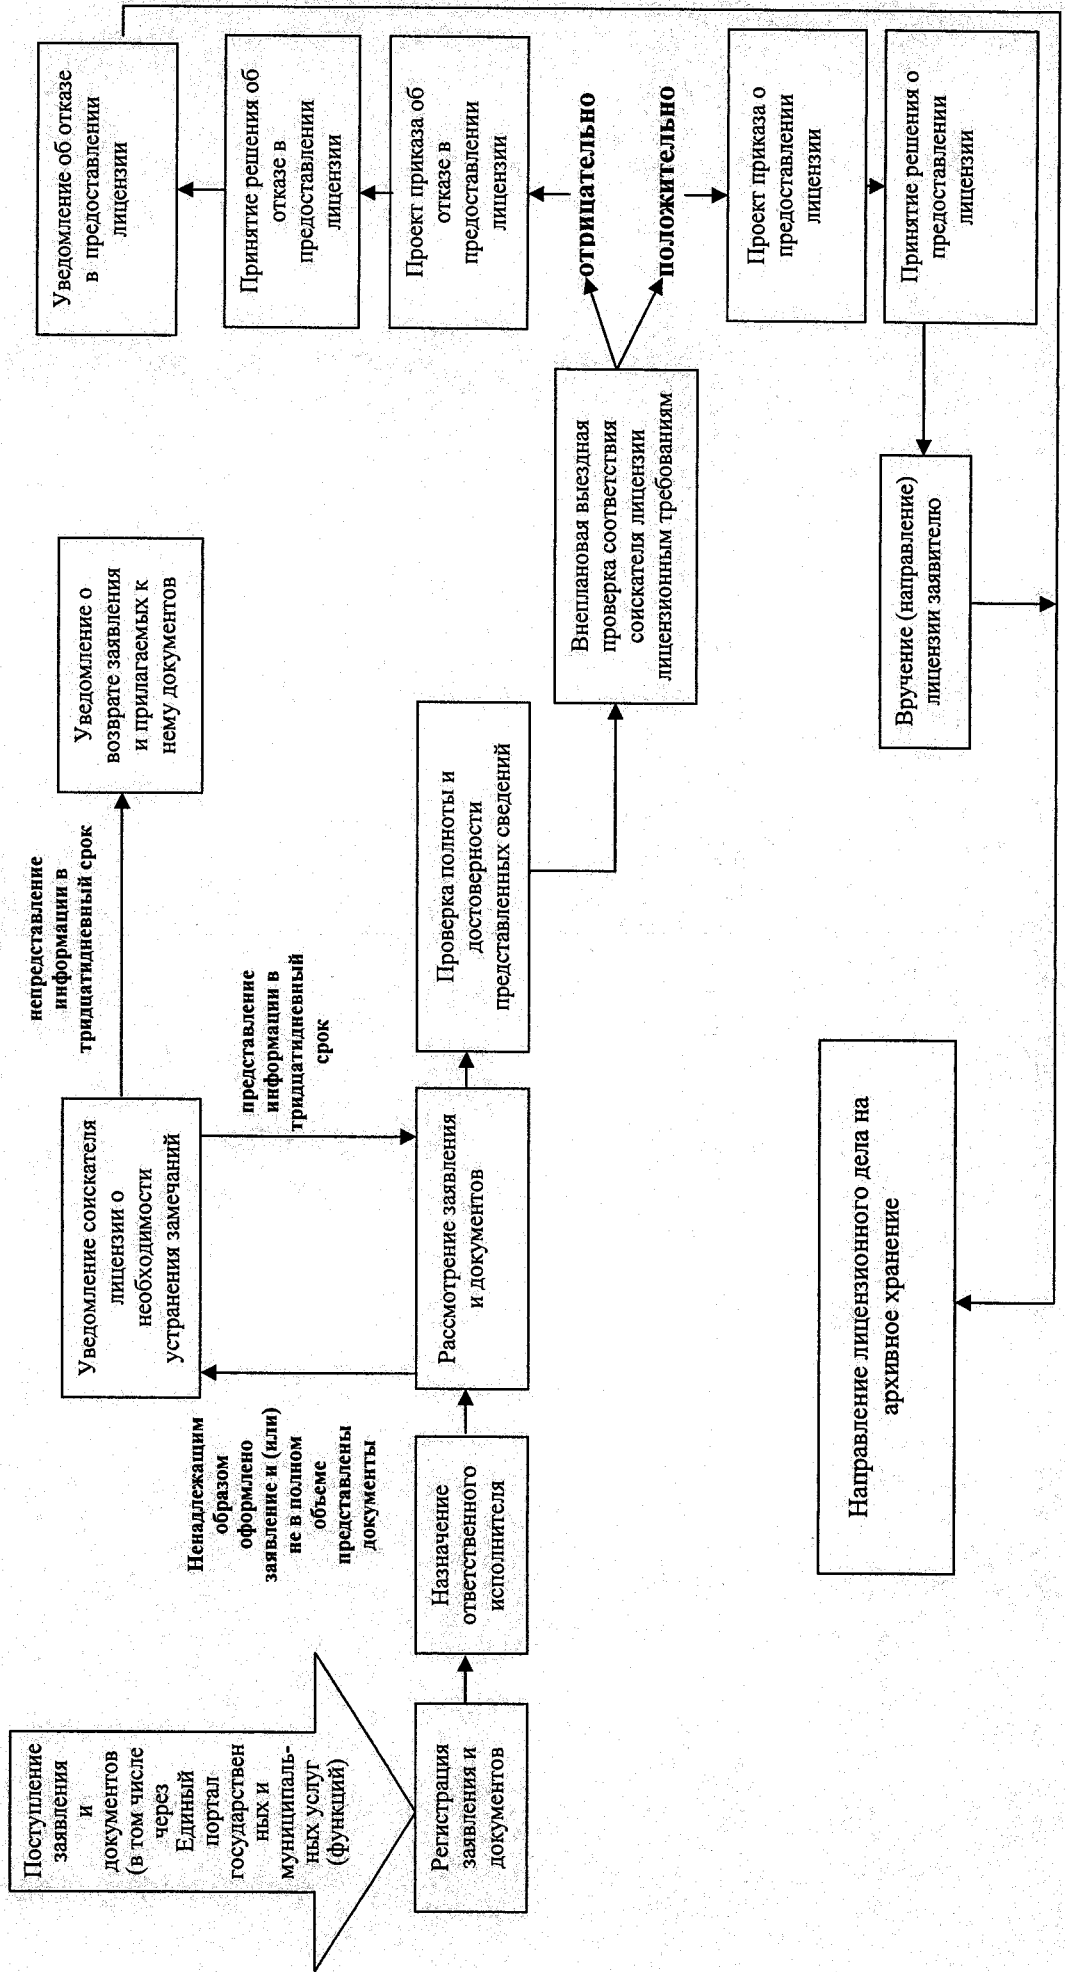 Поступление
заявления
и
документов
(в том числе
через
Единый
портал
государствен
ных и
муниципаль-
ных услуг
(функций)
Регистрация
заявления и
документов
Назначение
ответственного
исполнителя
Ненадлежащим
образом
оформлено
заявление и (или)
не в полном
объеме
представлены
документы
Рассмотрение заявления
и документов
Уведомление соискателя
лицензии о
необходимости
устранения замечаний
представление
информации в
тридцатидневный
срок
непредставление
информации в
тридцатидневный срок
Уведомление о
возврате заявления
и прилагаемых к
нему документов
Проверка полноты и
достоверности
представленных сведений
Внеплановая выездная
проверка соответствия
соискателя лицензии
лицензионным требованиям
отрицательно
положительно
Проект приказа об
отказе в
предоставлении
лицензии
Принятие решения об
отказе в
предоставлении
лицензии
Уведомление об отказе
в предоставлении
лицензии
Проект приказа о
предоставлении
лицензии
Принятие решения о
предоставлении
лицензии
Вручение (направление)
лицензии заявителю
Направление лицензионного дела на
архивное хранение